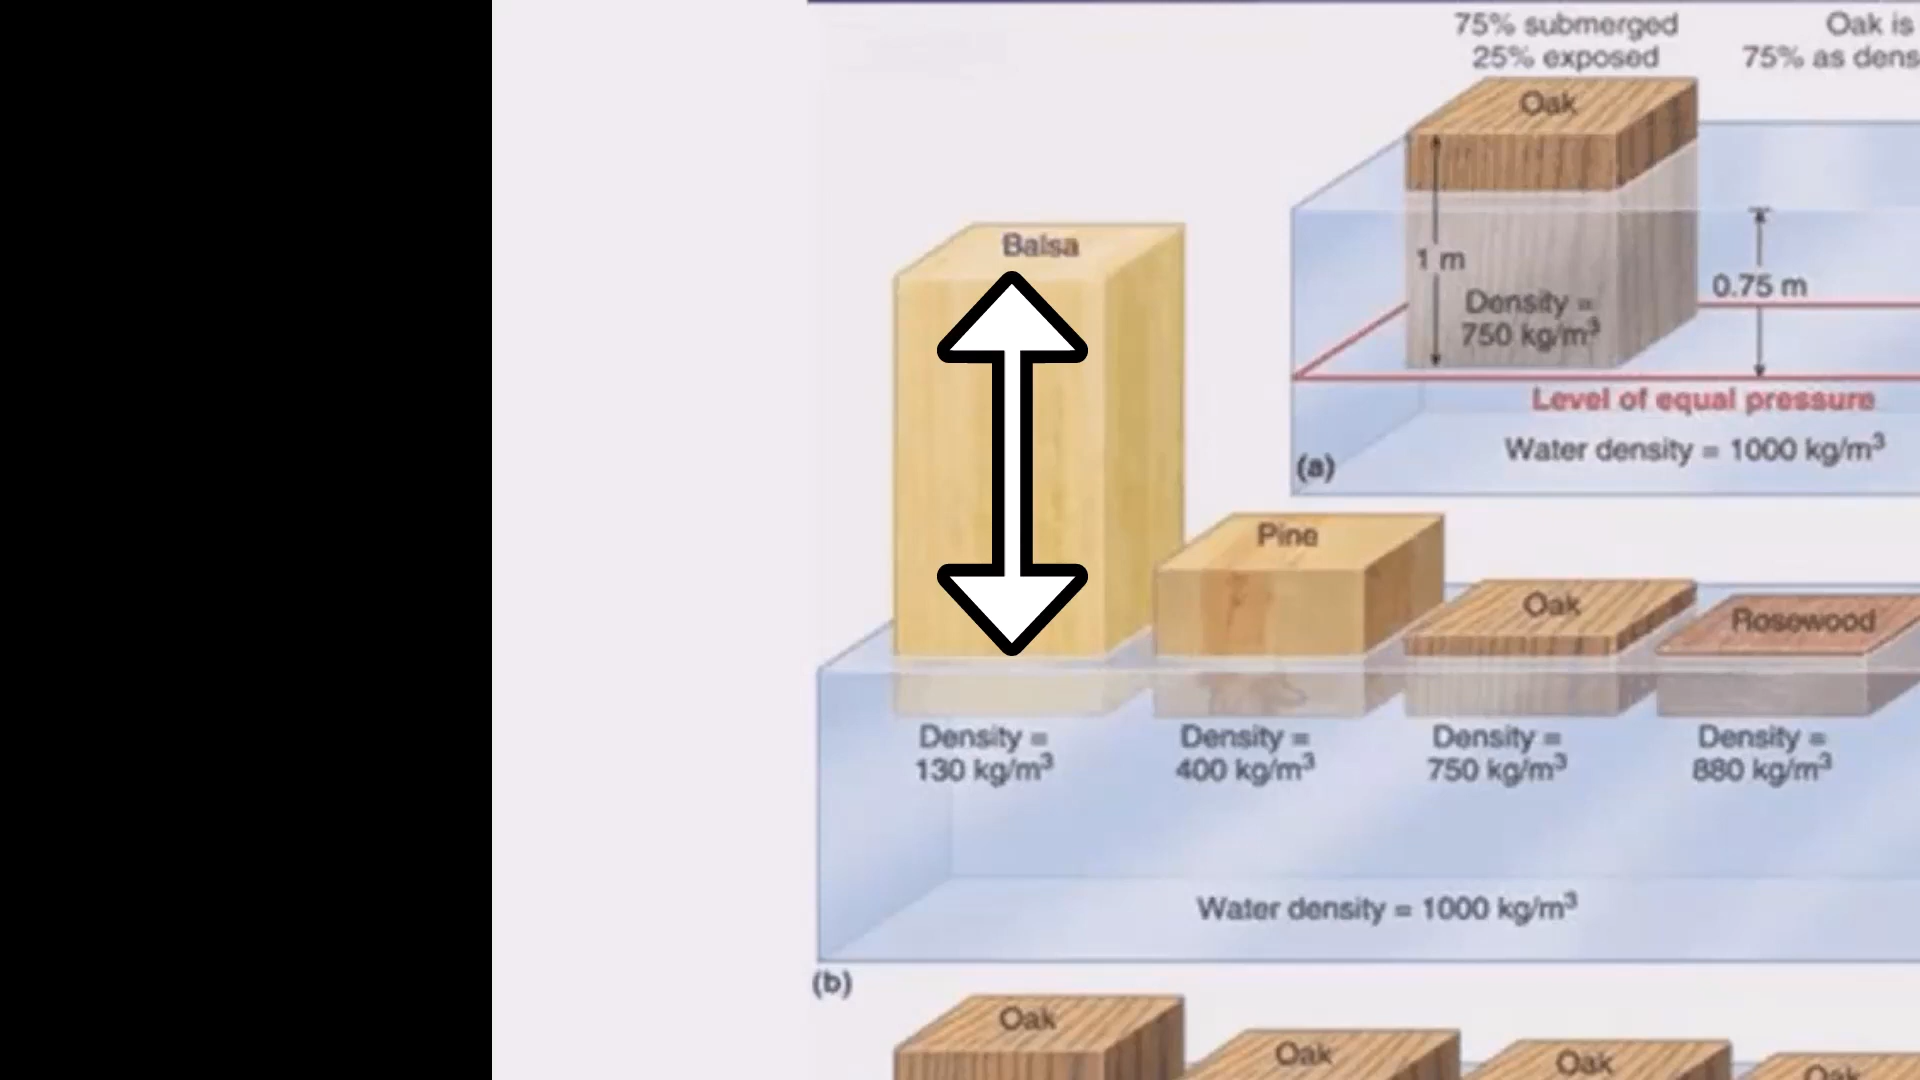 75% submerged
25% exposed
Oak is
75% as dens
Oak
1 m
Density =
750 kg/m³
0.75 m
Level of equal pressure
Water density = 1000 kg/m³
(a)
Balsa
Pine
Oak
Rosewood
Density =
130 kg/m³
Density =
400 kg/m³
Density =
750 kg/m³
Density =
880 kg/m³
Water density = 1000 kg/m³
(b)
Oak
Oak
Oak
Oak